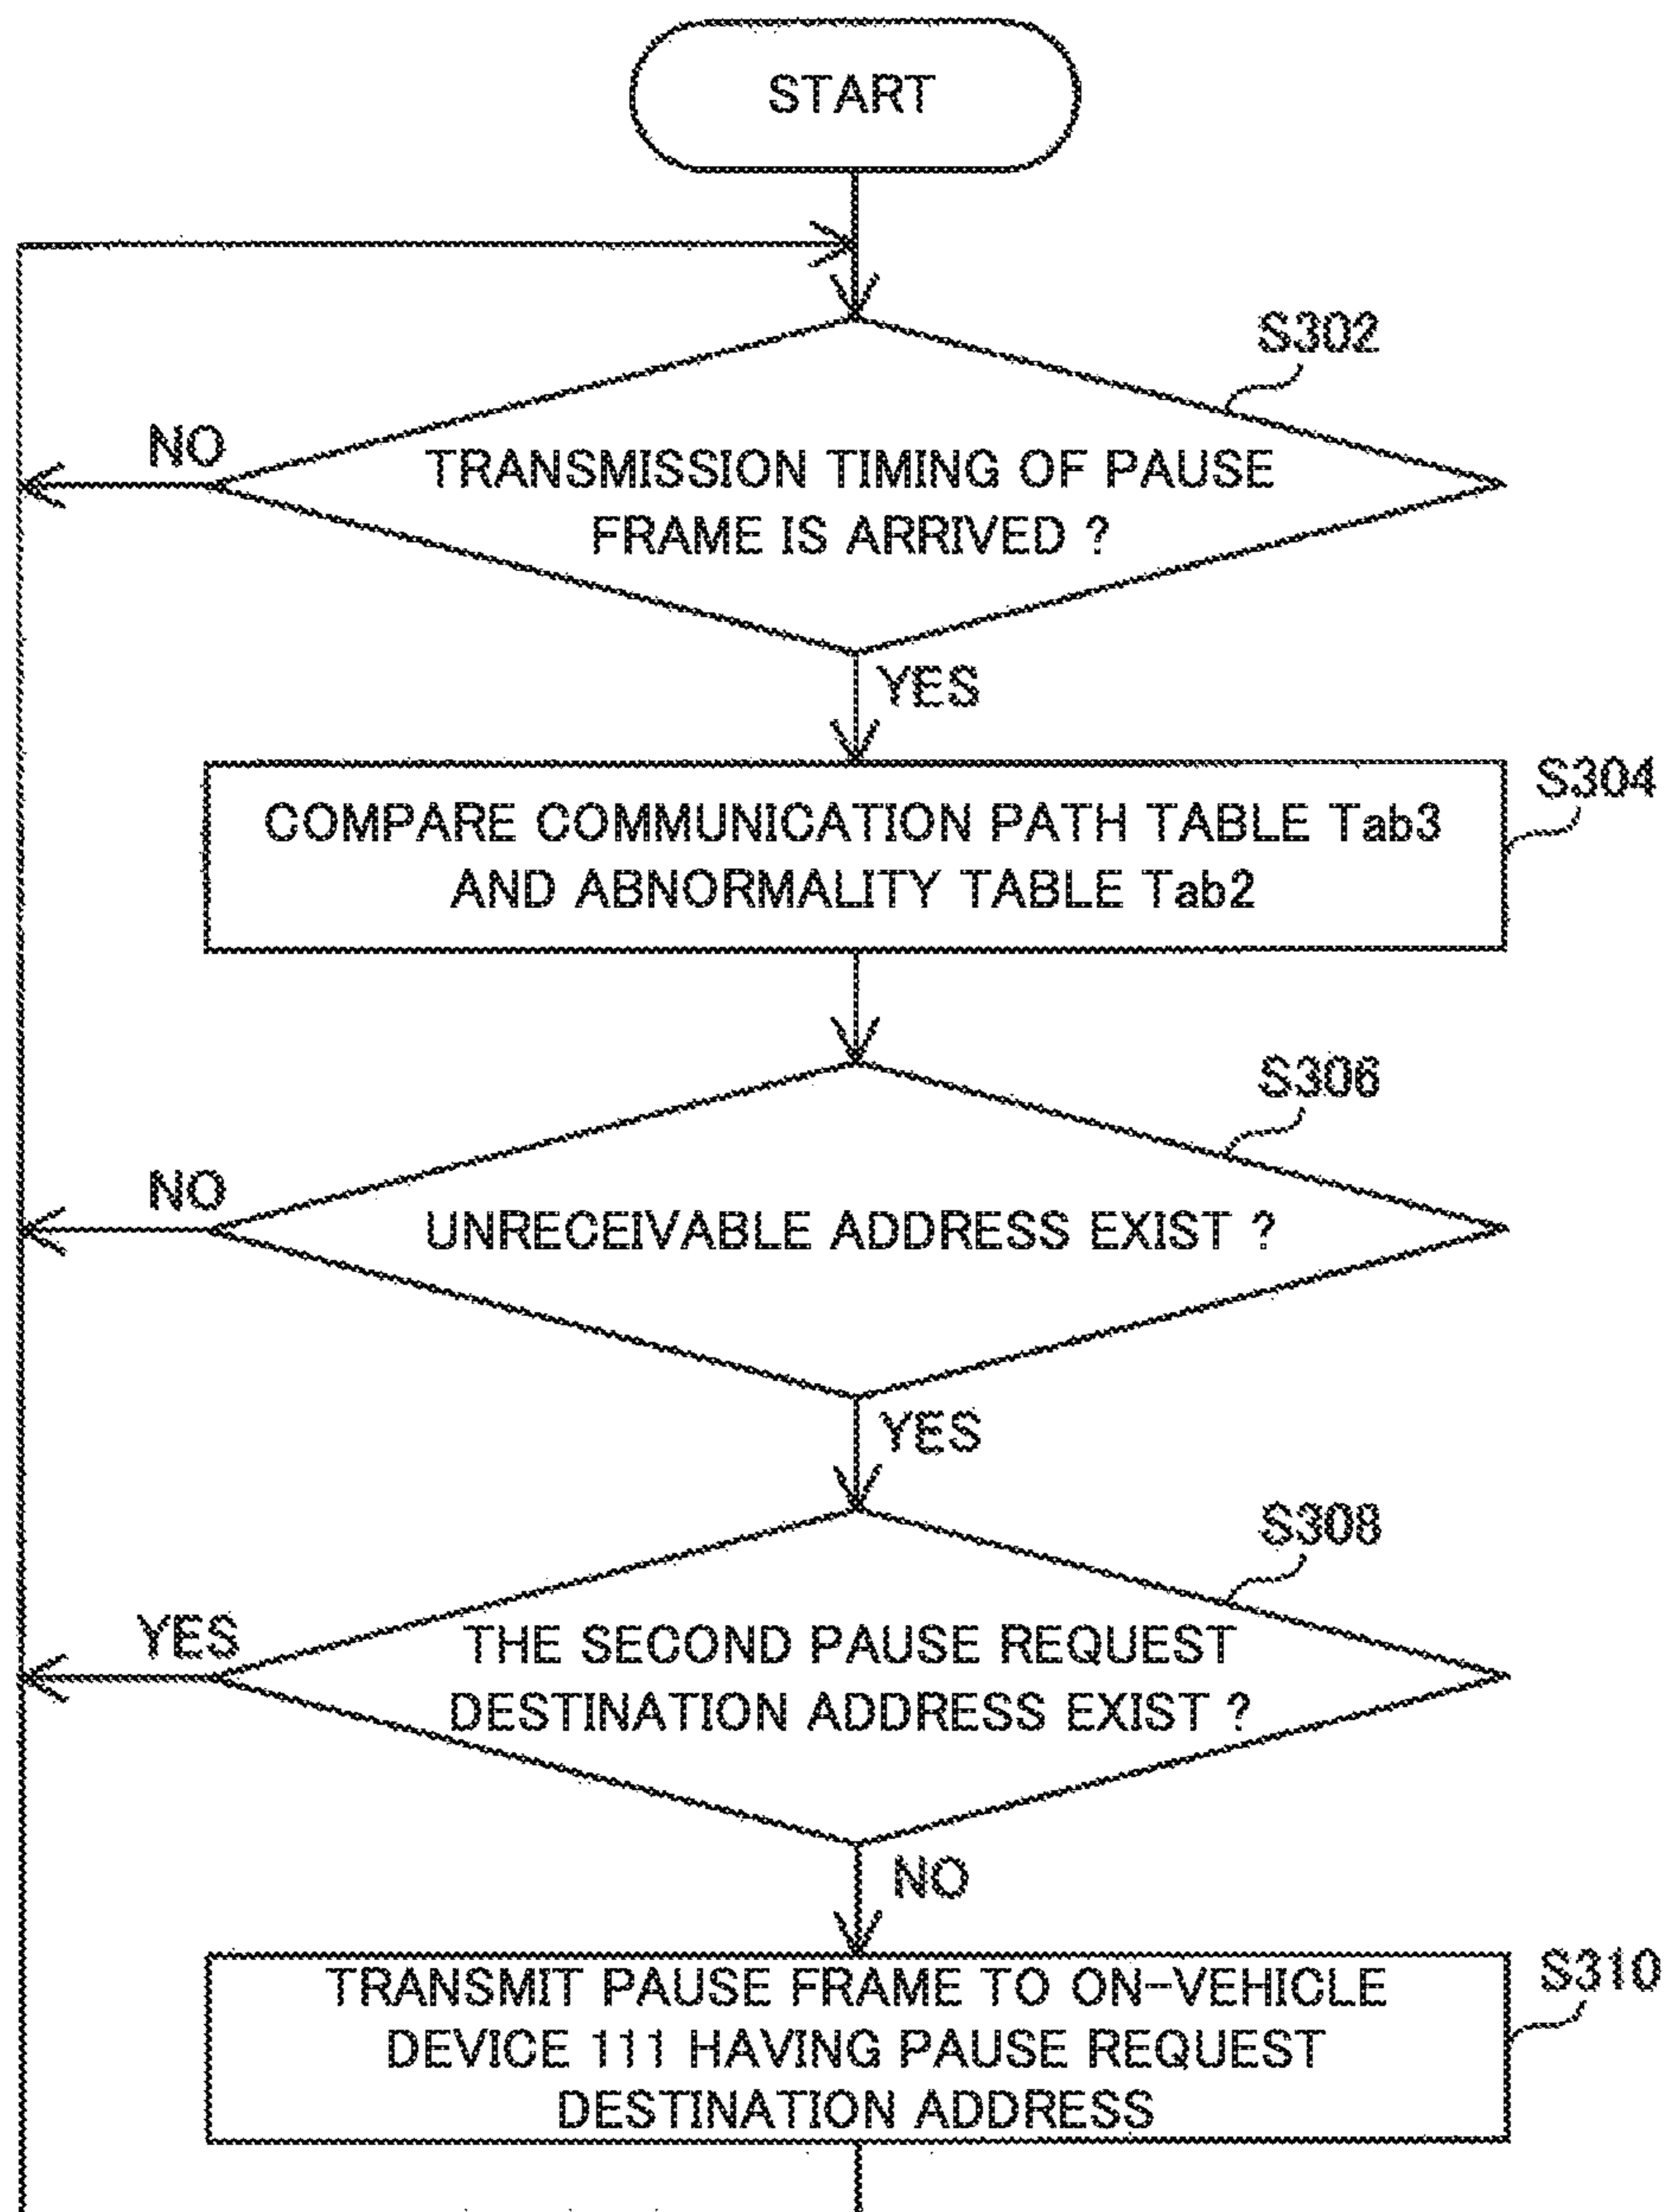 START
S302
NO
TRANSMISSION TIMING OF PAUSE
FRAME IS ARRIVED ?
YES
S304
COMPARE COMMUNICATION PATH TABLE Tab3
AND ABNORMALITY TABLE Tab2
S306
NO
UNRECEIVABLE ADDRESS EXIST ?
YES
S308
YES
THE SECOND PAUSE REQUEST
DESTINATION ADDRESS EXIST ?
NO
S310
TRANSMIT PAUSE FRAME TO ON-VEHICLE
DEVICE 111 HAVING PAUSE REQUEST
DESTINATION ADDRESS